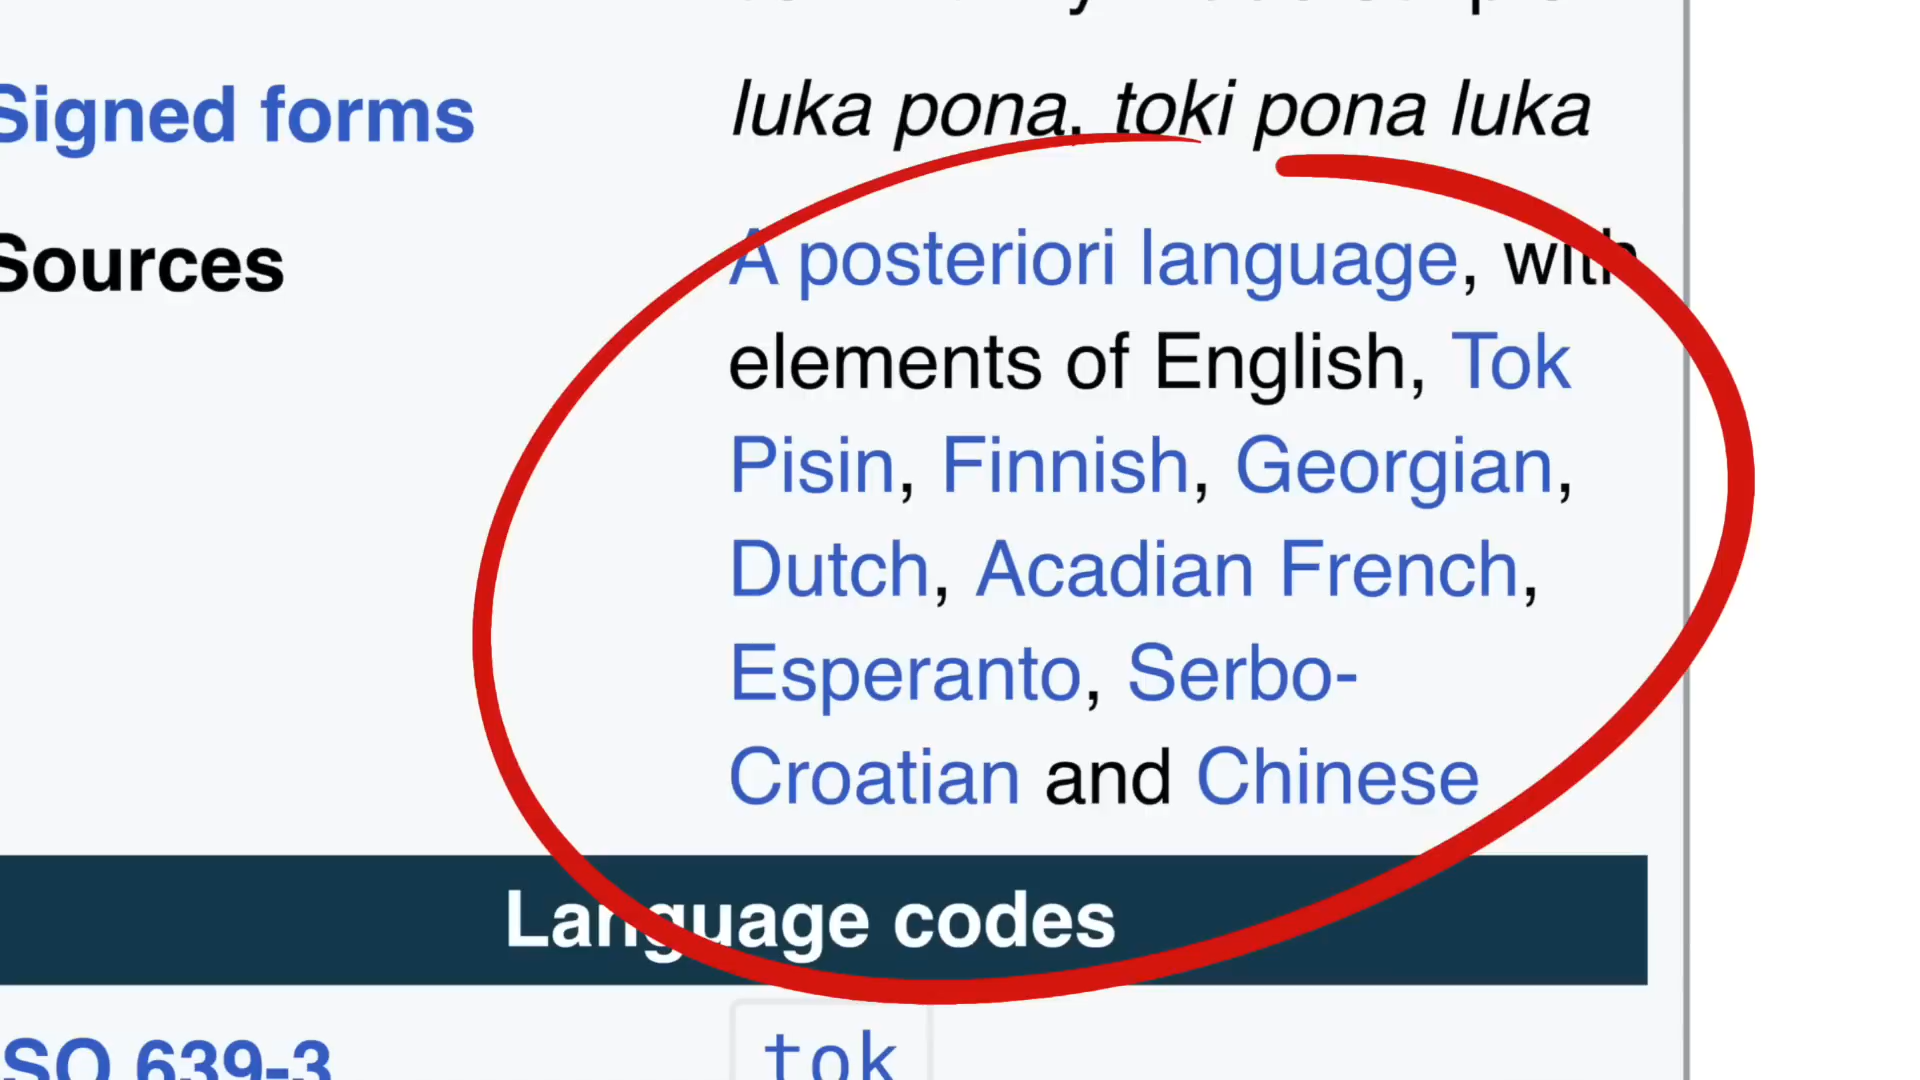 Signed forms
luka pona, toki pona luka
Sources
A posteriori language, with
elements of English, Tok
Pisin, Finnish, Georgian,
Dutch, Acadian French,
Esperanto, Serbo-
Croatian and Chinese
Language codes
ISO 639-3
tok